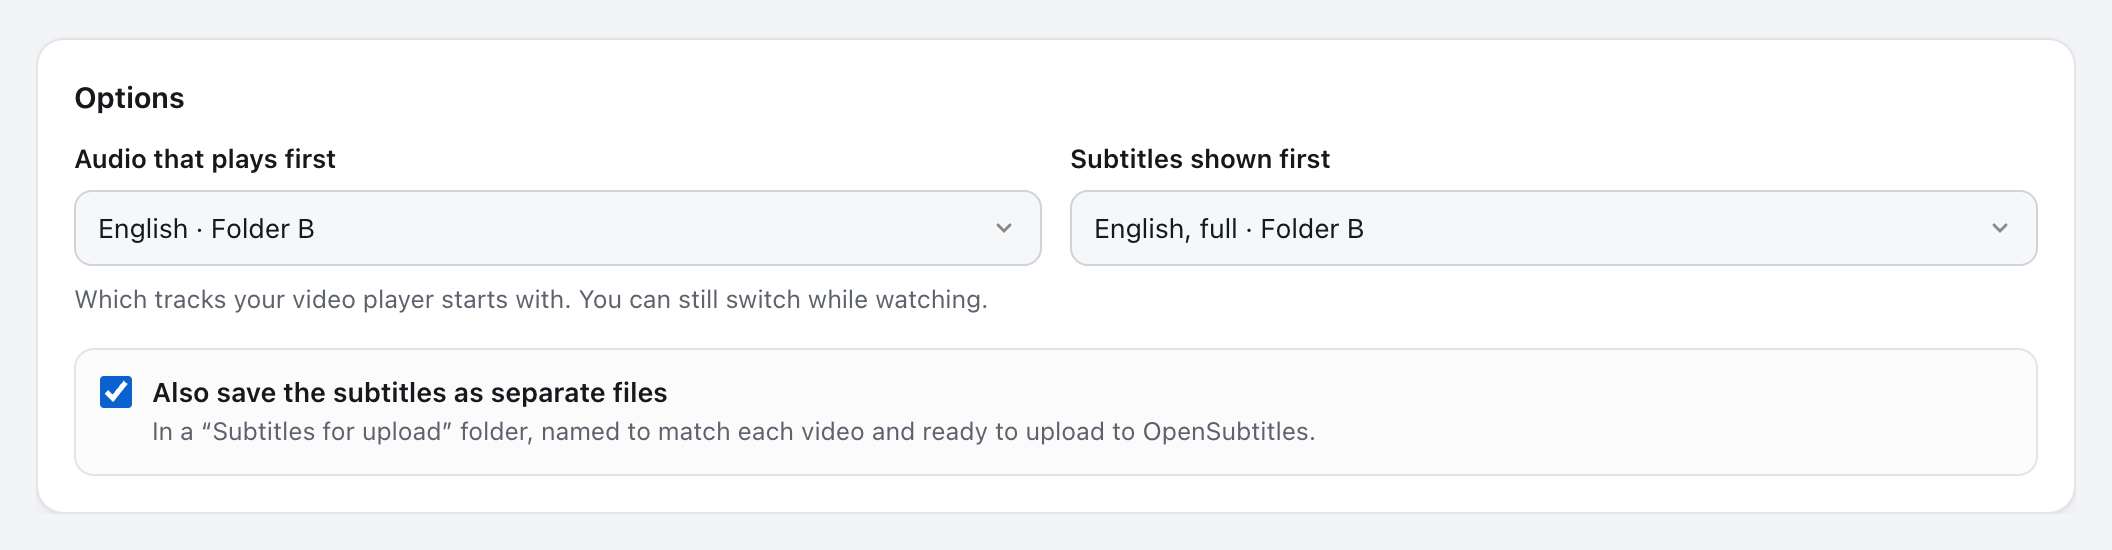 Options
Audio that plays first
Subtitles shown first
English · Folder B
English, full · Folder B
Which tracks your video player starts with. You can still switch while watching.
Also save the subtitles as separate files
In a “Subtitles for upload” folder, named to match each video and ready to upload to OpenSubtitles.